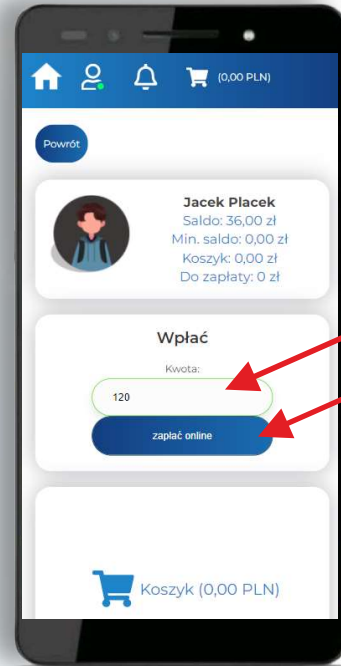 (0,00 PLN)
Powrót
Jacek Placek
Saldo: 36,00 zł
Min. saldo: 0,00 zł
Koszyk: 0,00 zł
Do zapłaty: 0 zł
Wpłać
Kwota:
120
zapłać online
Koszyk (0,00 PLN)